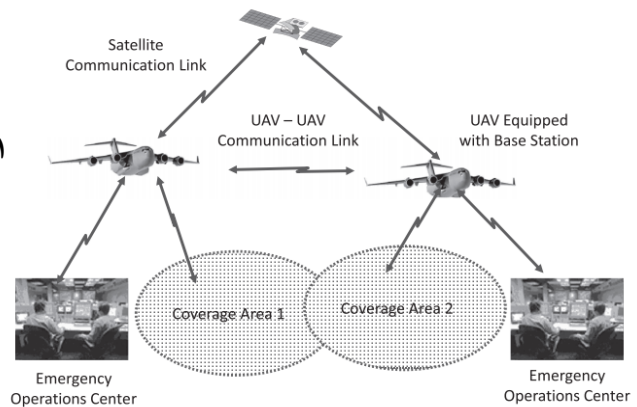 Satellite
Communication Link
UAV – UAV
Communication Link
UAV Equipped
with Base Station
Coverage Area 1
Coverage Area 2
Emergency
Operations Center
Emergency
Operations Center